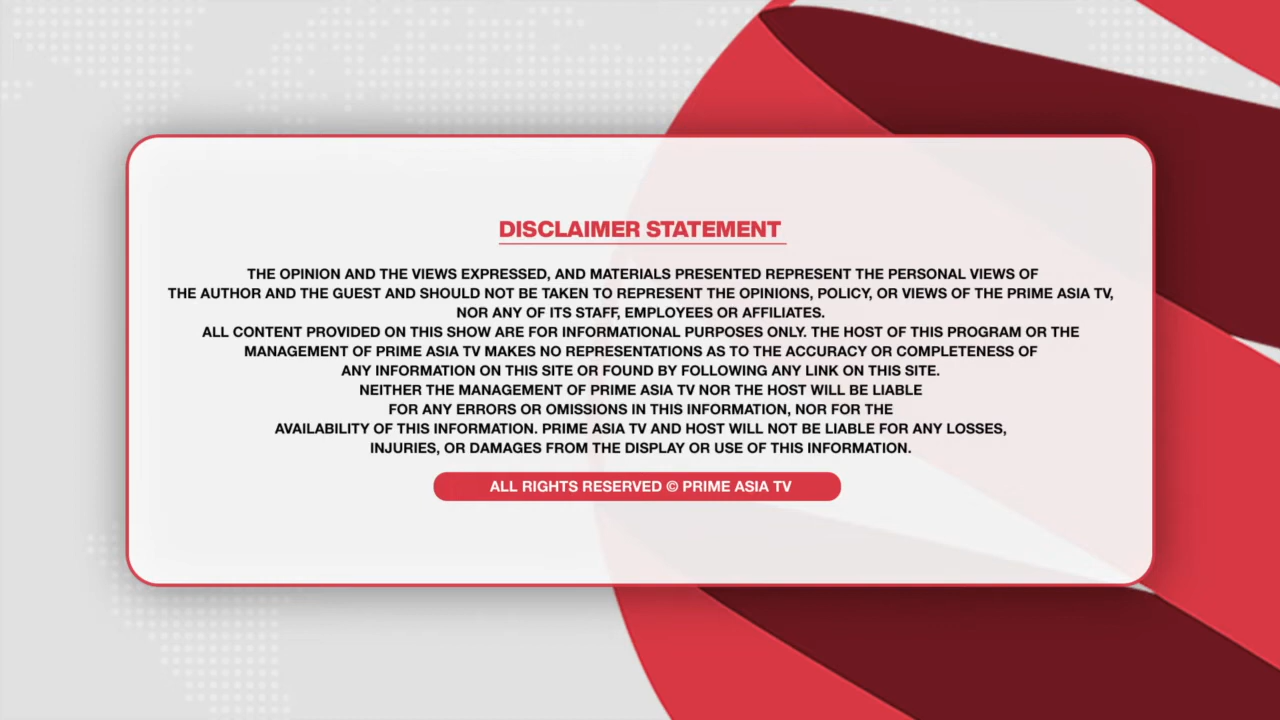 DISCLAIMER STATEMENT
THE OPINION AND THE VIEWS EXPRESSED, AND MATERIALS PRESENTED REPRESENT THE PERSONAL VIEWS OF
THE AUTHOR AND THE GUEST AND SHOULD NOT BE TAKEN TO REPRESENT THE OPINIONS, POLICY, OR VIEWS OF THE PRIME ASIA TV,
NOR ANY OF ITS STAFF, EMPLOYEES OR AFFILIATES.
ALL CONTENT PROVIDED ON THIS SHOW ARE FOR INFORMATIONAL PURPOSES ONLY. THE HOST OF THIS PROGRAM OR THE
MANAGEMENT OF PRIME ASIA TV MAKES NO REPRESENTATIONS AS TO THE ACCURACY OR COMPLETENESS OF
ANY INFORMATION ON THIS SITE OR FOUND BY FOLLOWING ANY LINK ON THIS SITE.
NEITHER THE MANAGEMENT OF PRIME ASIA TV NOR THE HOST WILL BE LIABLE
FOR ANY ERRORS OR OMISSIONS IN THIS INFORMATION, NOR FOR THE
AVAILABILITY OF THIS INFORMATION. PRIME ASIA TV AND HOST WILL NOT BE LIABLE FOR ANY LOSSES,
INJURIES, OR DAMAGES FROM THE DISPLAY OR USE OF THIS INFORMATION.
ALL RIGHTS RESERVED © PRIME ASIA TV